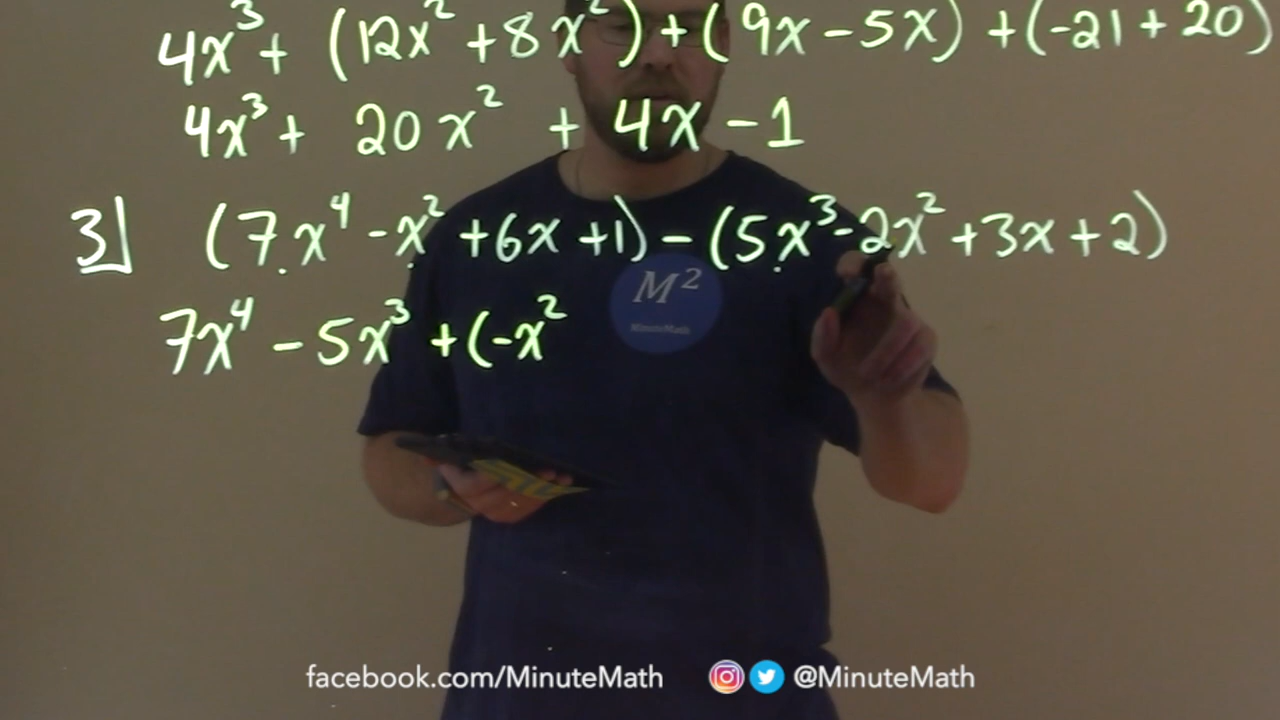 4x³ + (12x² + 8x²) + (9x - 5x) + (-21 + 20)
4x³ + 20x² + 4x - 1
3] (7x⁴ - x² + 6x + 1) - (5x³ - 2x² + 3x + 2)
M²
MinuteMath
7x⁴ - 5x³ + (-x²
facebook.com/MinuteMath @MinuteMath